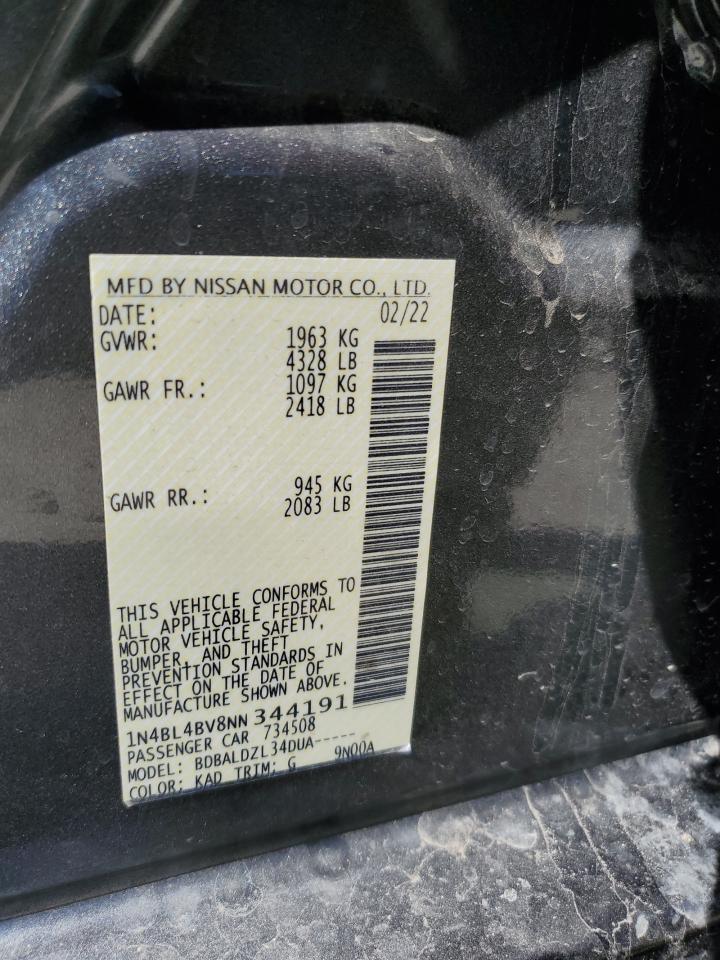 MFD BY NISSAN MOTOR CO., LTD.
DATE: 02/22
GVWR: 1963 KG
4328 LB
GAWR FR.: 1097 KG
2418 LB
GAWR RR.: 945 KG
2083 LB
THIS VEHICLE CONFORMS TO
ALL APPLICABLE FEDERAL
MOTOR VEHICLE SAFETY,
BUMPER, AND THEFT
PREVENTION STANDARDS IN
EFFECT ON THE DATE OF
MANUFACTURE SHOWN ABOVE.
1N4BL4BV8NN 344191
PASSENGER CAR 734508
MODEL: BDBALDZL34DUA----- 9N00A
COLOR; KAD TRIM; G